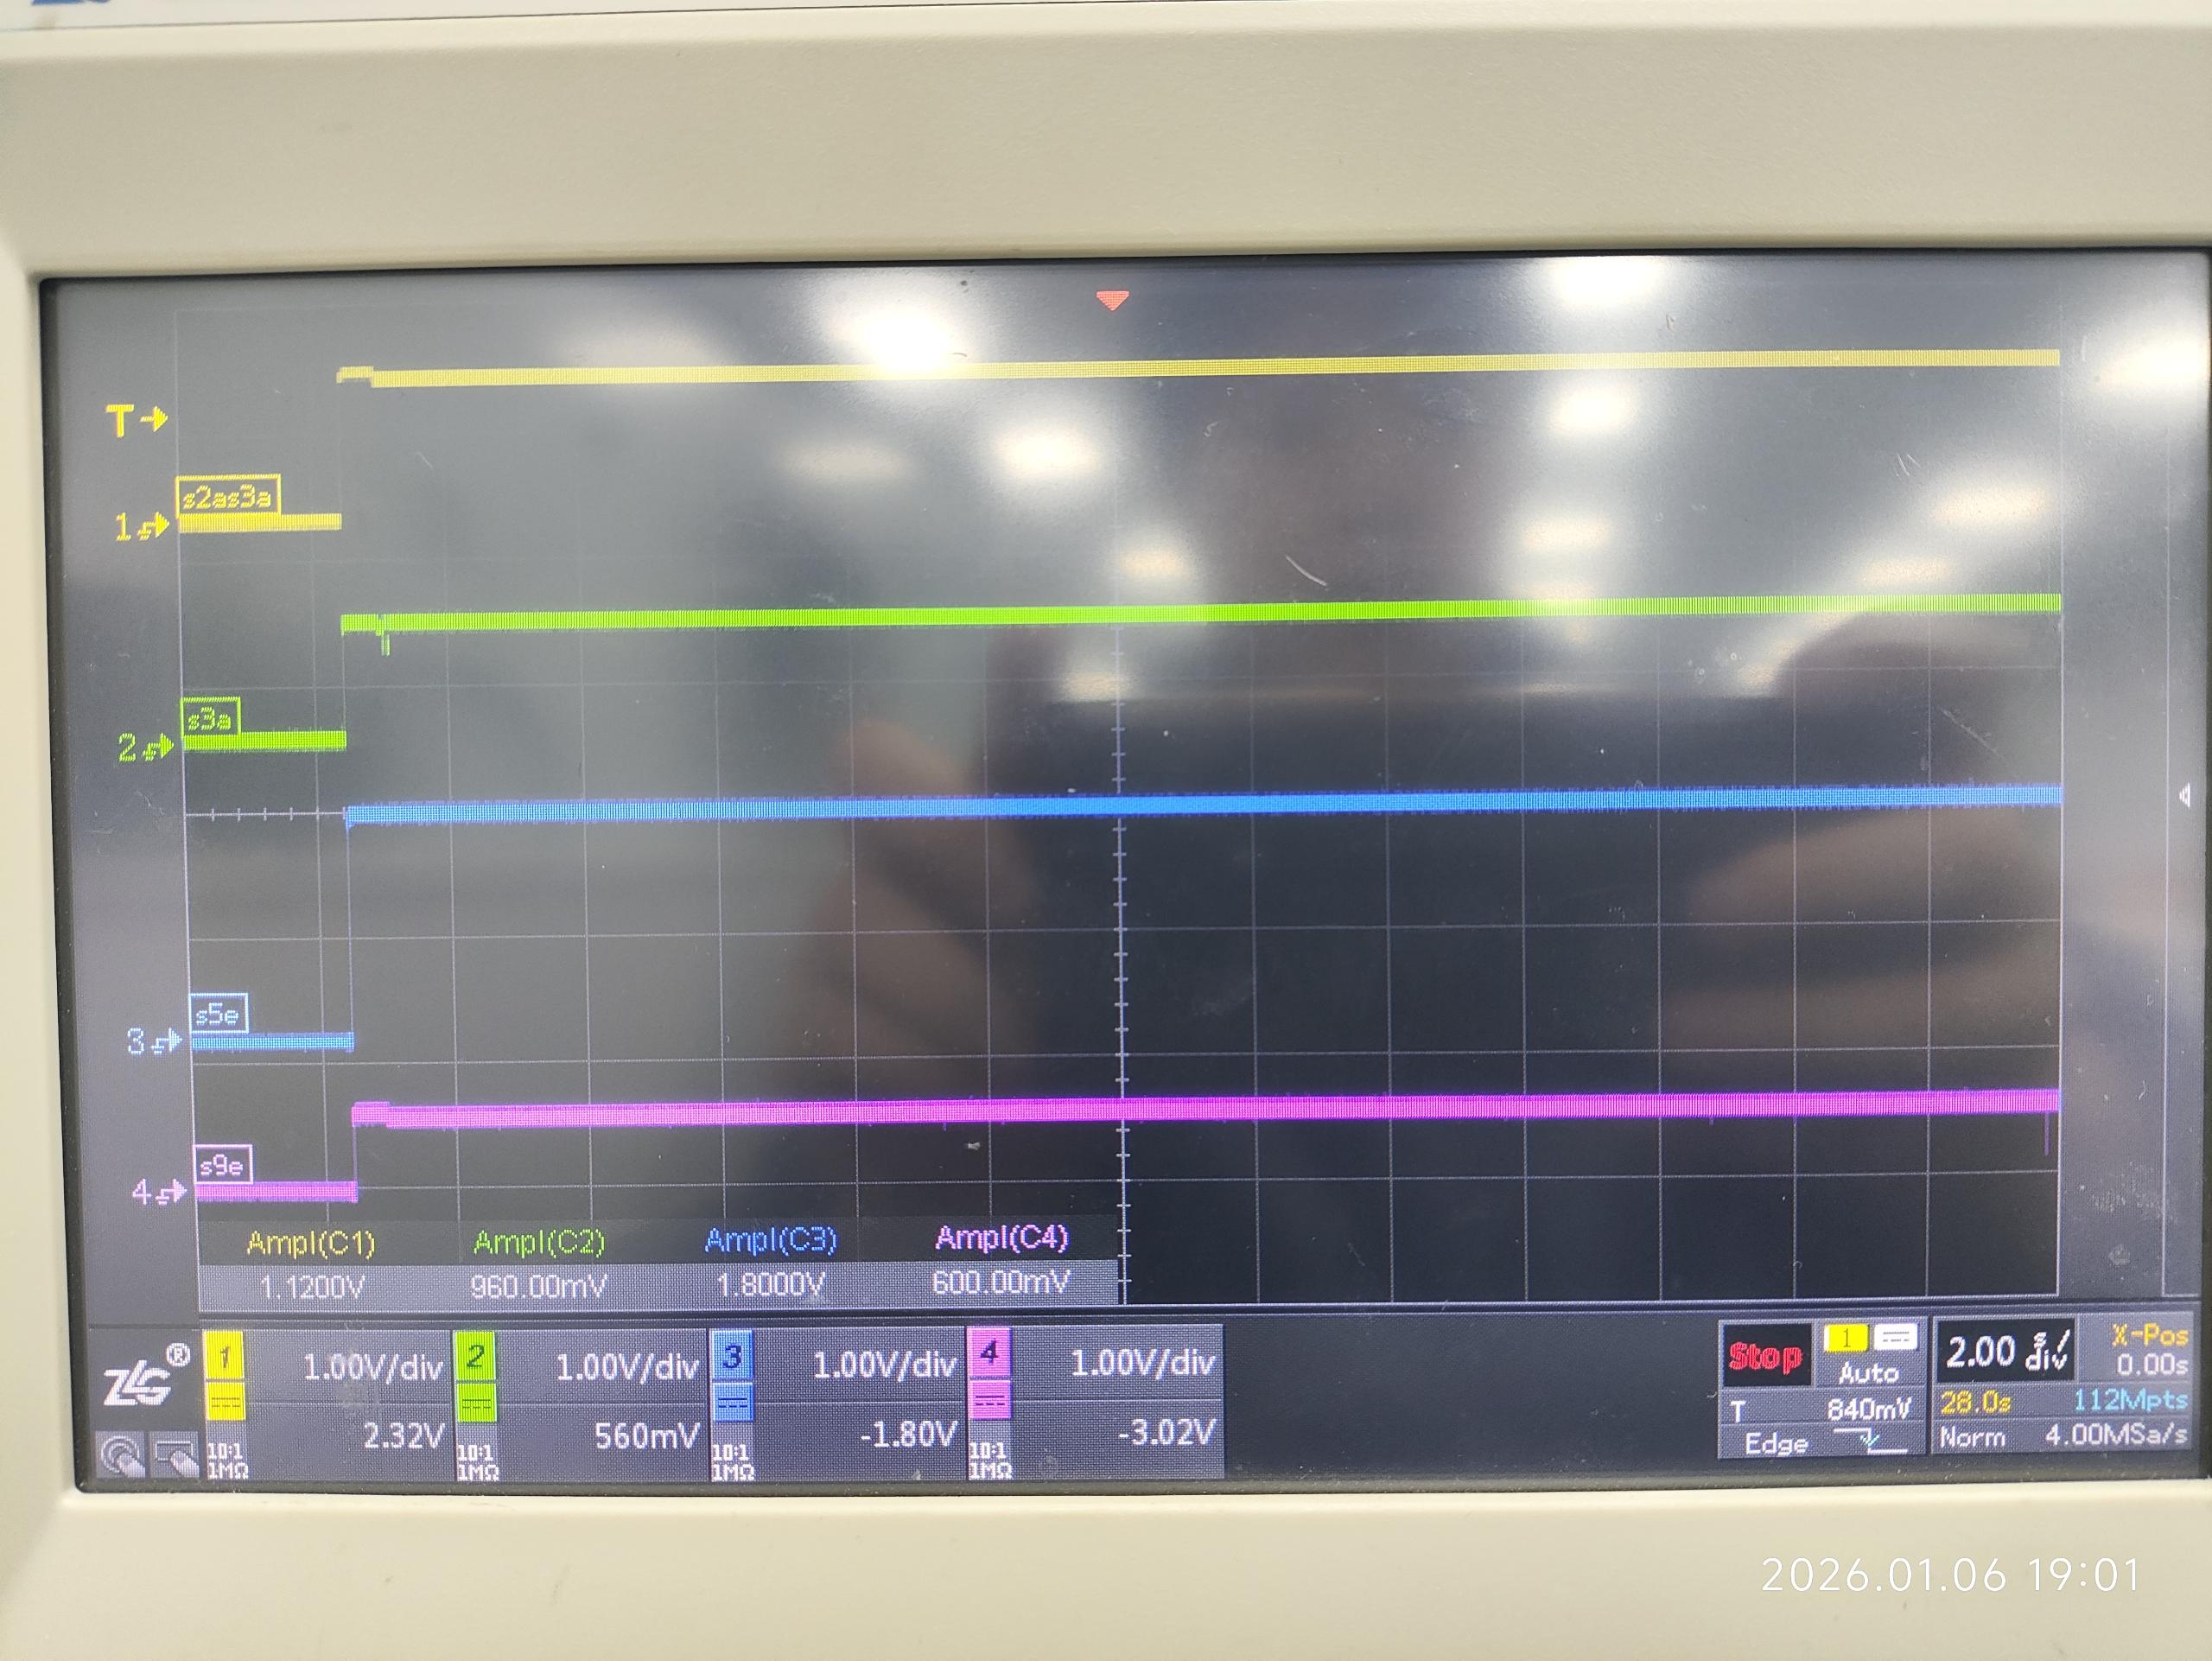 T
s2as3a
1
s3a
2
s5e
3
s9e
4
Ampl(C1) Ampl(C2) Ampl(C3) Ampl(C4)
1.1200V 960.00mV 1.8000V 600.00mV
ZLG®
1 1.00V/div 2 1.00V/div 3 1.00V/div 4 1.00V/div
2.32V 560mV -1.80V -3.02V
10:1 10:1 10:1 10:1
1MΩ 1MΩ 1MΩ 1MΩ
Stop 1 Auto
T 840mV
Edge
2.00 s/div X-Pos
0.00s
28.0s 112Mpts
Norm 4.00MSa/s
2026.01.06 19:01